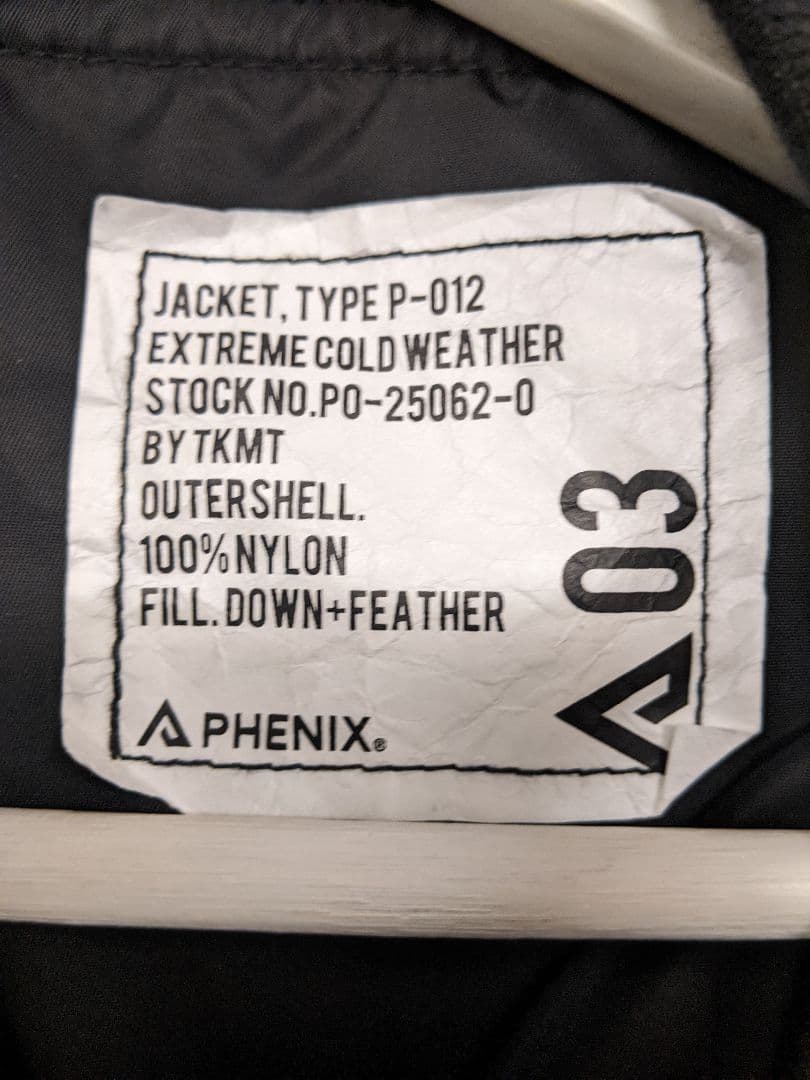 JACKET, TYPE P-012
EXTREME COLD WEATHER
STOCK NO.PO-25062-0
BY TKMT
OUTERSHELL.
100% NYLON
FILL. DOWN+FEATHER
PHENIX®
03